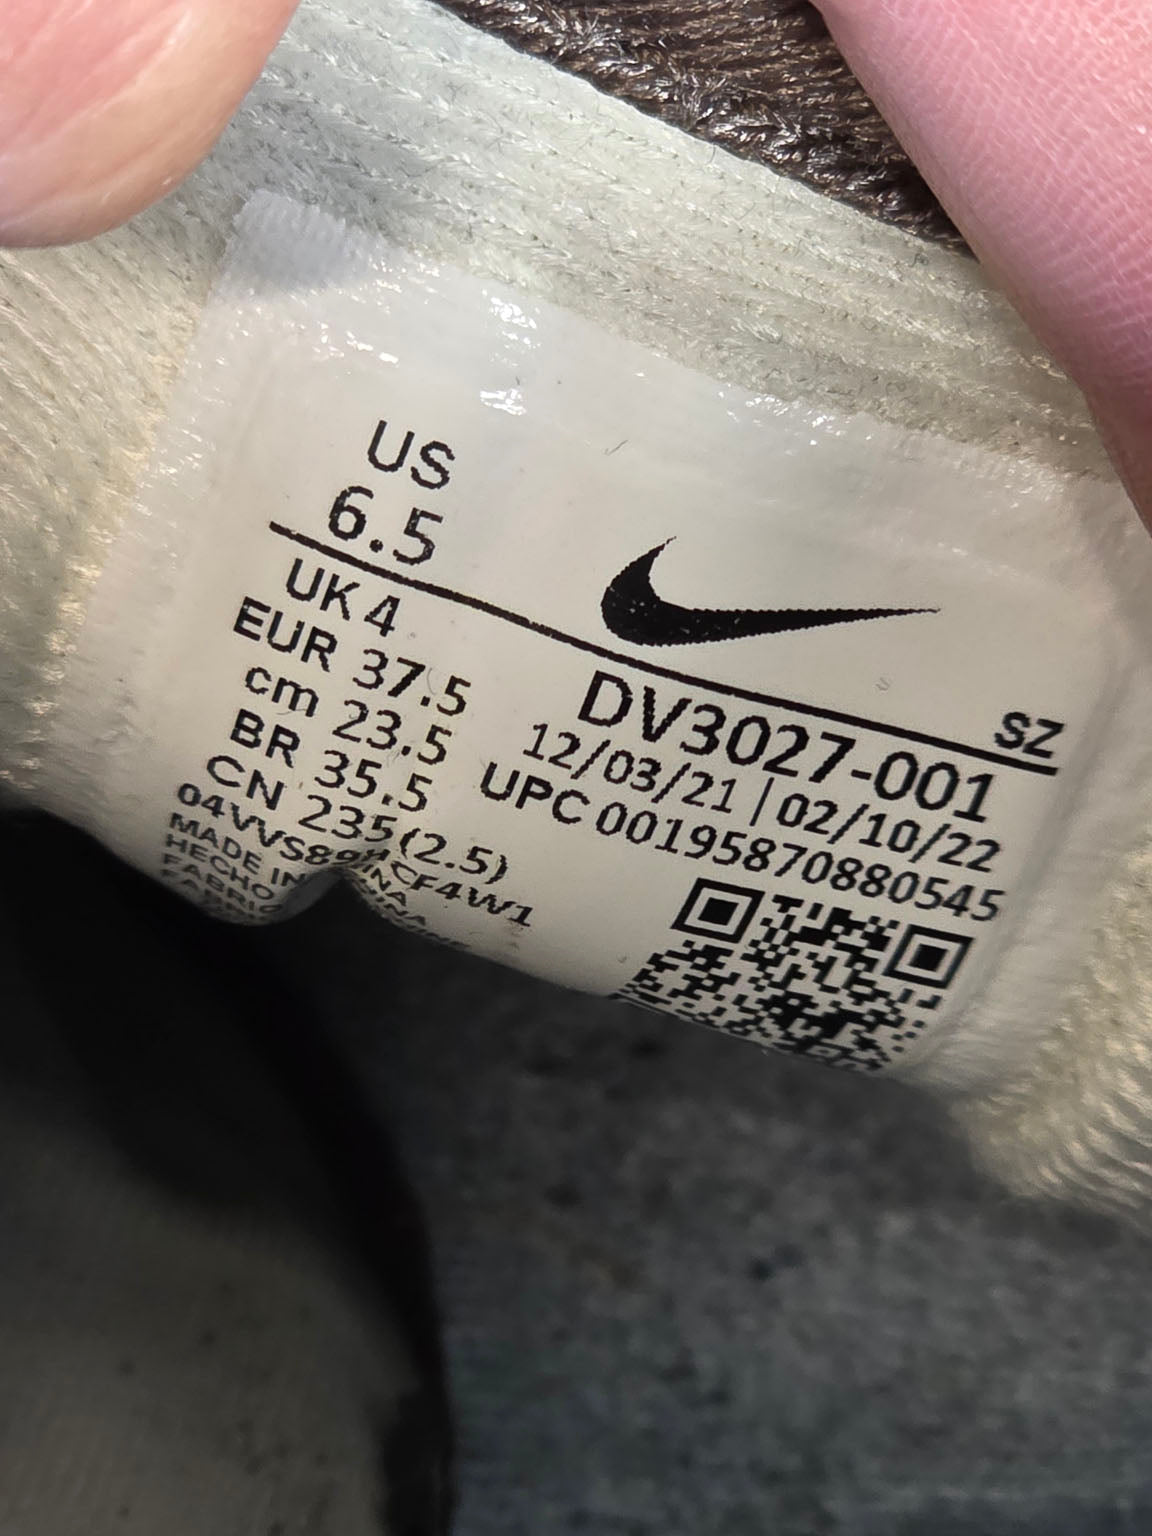 US
6.5
UK 4
EUR 37.5
cm 23.5
BR 35.5
CN 235(2.5)
MADE IN
HECHO
SZ
DV3027-001
12/03/21 | 02/10/22
UPC 00195870880545